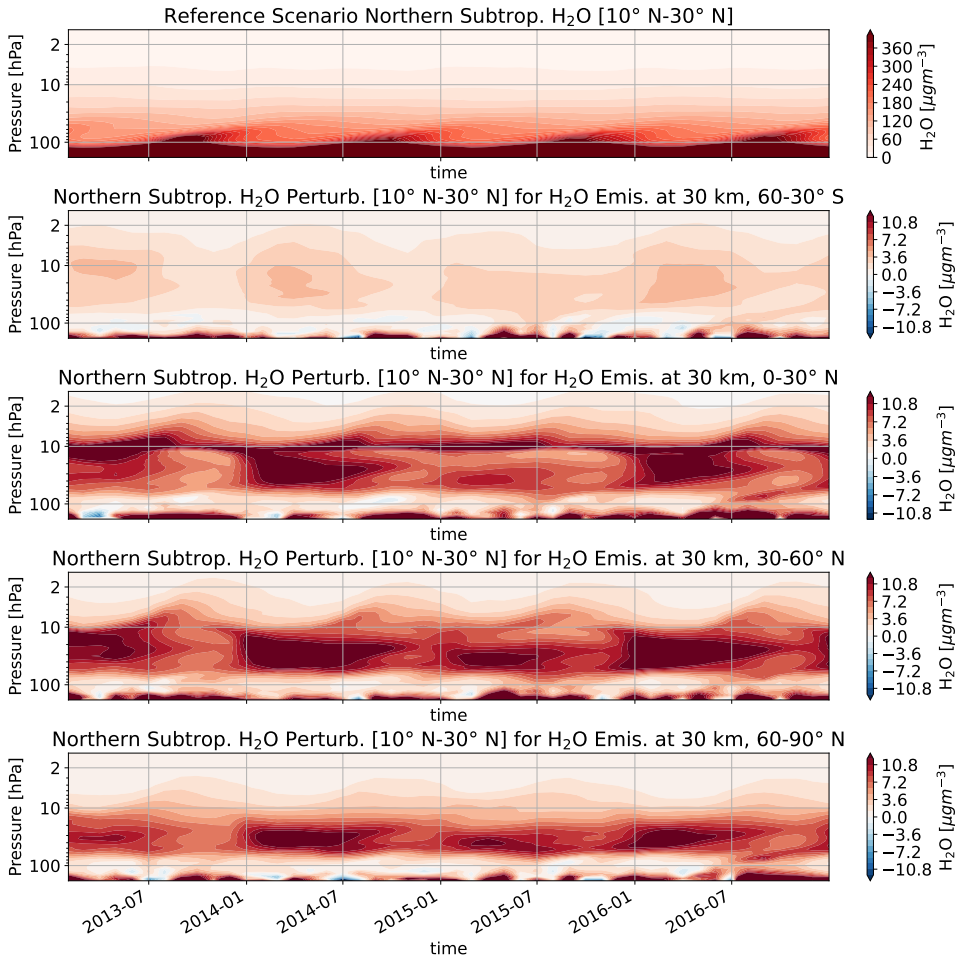 Reference Scenario Northern Subtrop. H₂O [10° N-30° N]
Pressure [hPa]
2
10
100
time
360
300
240
180
120
60
0
H₂O [μgm⁻³]
Northern Subtrop. H₂O Perturb. [10° N-30° N] for H₂O Emis. at 30 km, 60-30° S
Pressure [hPa]
2
10
100
time
10.8
7.2
3.6
0.0
−3.6
−7.2
−10.8
H₂O [μgm⁻³]
Northern Subtrop. H₂O Perturb. [10° N-30° N] for H₂O Emis. at 30 km, 0-30° N
Pressure [hPa]
2
10
100
time
10.8
7.2
3.6
0.0
−3.6
−7.2
−10.8
H₂O [μgm⁻³]
Northern Subtrop. H₂O Perturb. [10° N-30° N] for H₂O Emis. at 30 km, 30-60° N
Pressure [hPa]
2
10
100
time
10.8
7.2
3.6
0.0
−3.6
−7.2
−10.8
H₂O [μgm⁻³]
Northern Subtrop. H₂O Perturb. [10° N-30° N] for H₂O Emis. at 30 km, 60-90° N
Pressure [hPa]
2
10
100
10.8
7.2
3.6
0.0
−3.6
−7.2
−10.8
H₂O [μgm⁻³]
2013-07
2014-01
2014-07
2015-01
2015-07
2016-01
2016-07
time